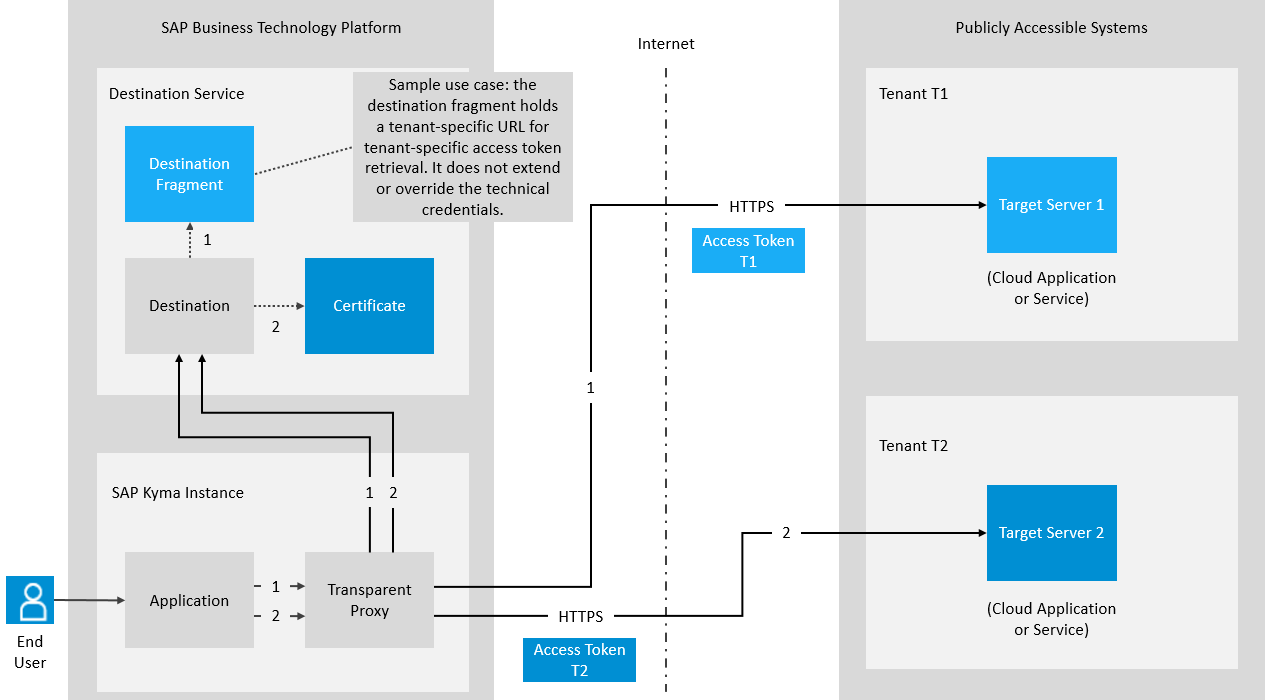 SAP Business Technology Platform
Internet
Publicly Accessible Systems
Destination Service
Sample use case: the
destination fragment holds
a tenant-specific URL for
tenant-specific access token
retrieval. It does not extend
or override the technical
credentials.
Destination
Fragment
1
Destination
2
Certificate
Tenant T1
HTTPS
Access Token
T1
Target Server 1
(Cloud Application
or Service)
1
Tenant T2
SAP Kyma Instance
1
2
Application
1
2
Transparent
Proxy
HTTPS
Access Token
T2
2
Target Server 2
(Cloud Application
or Service)
End
User